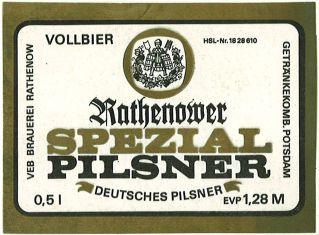 VOLLBIER
HSL-Nr. 18 28 610
VEB BRAUEREI RATHENOW
GETRÄNKEKOMB. POTSDAM
Rathenower
SPEZIAL
PILSNER
DEUTSCHES PILSNER
0,5 l
EVP 1,28 M